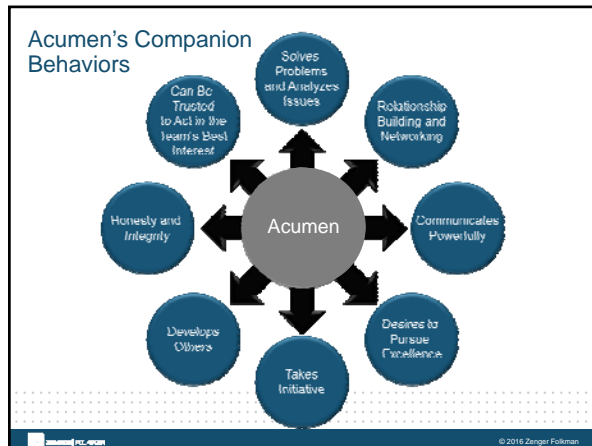 Acumen's Companion
Behaviors
Solves
Problems
and Analyzes
Issues
Relationship
Building and
Networking
Communicates
Powerfully
Desires to
Pursue
Excellence
Takes
Initiative
Develops
Others
Honesty and
Integrity
Can Be
Trusted
to Act in the
Team's Best
Interest
Acumen
© 2016 Zenger Folkman